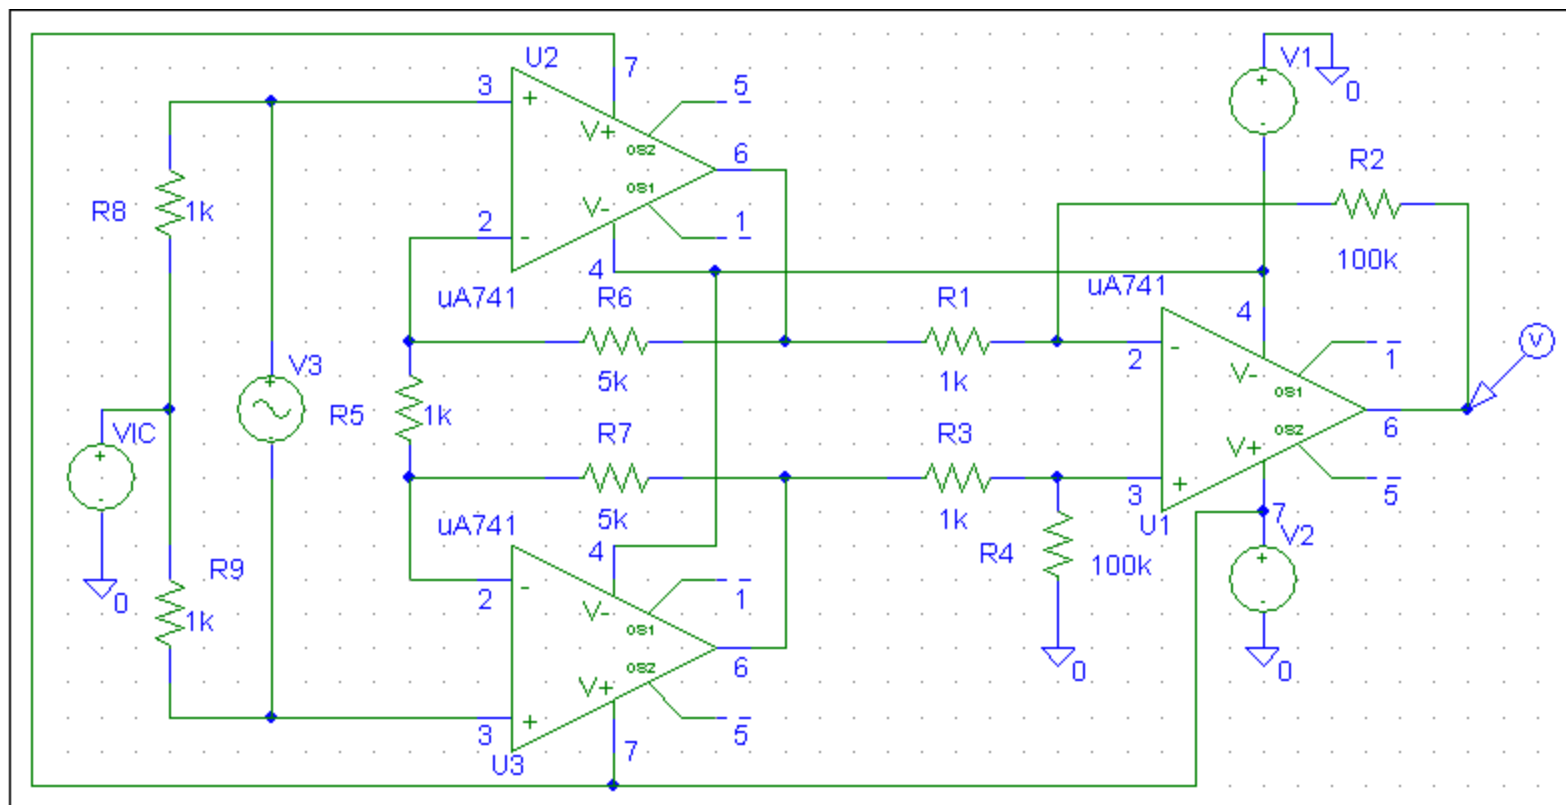 U2
7
V1
3
+
5
+
0
V+
OS2
6
-
R2
R8
1k
OS1
V-
2
-
1
100k
4
uA741
uA741
R6
R1
4
V
V3
2
-
1
+
5k
1k
V-
OS1
R5
1k
VIC
R7
R3
OS2
6
+
V+
-
5k
1k
3
+
5
uA741
U1
7
4
R4
100k
V2
R9
-
1
+
0
1k
2
V-
OS1
-
OS2
6
0
0
V+
3
+
5
U3
7